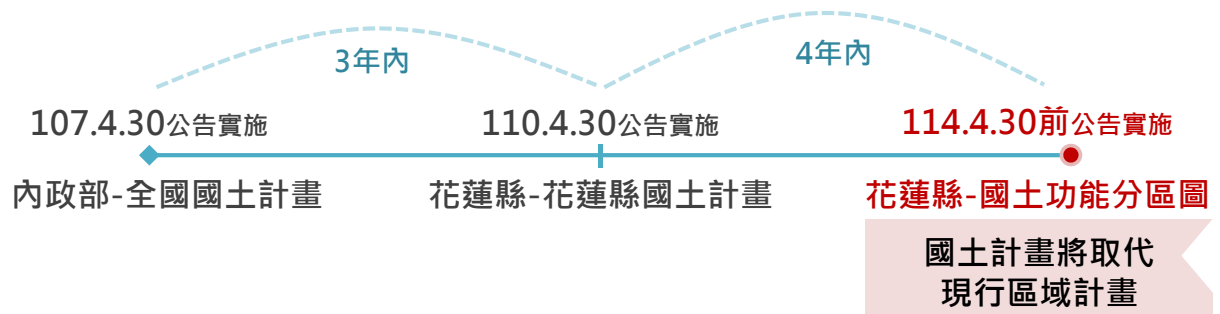 3年內
4年內
107.4.30公告實施
110.4.30公告實施
114.4.30前公告實施
內政部-全國國土計畫
花蓮縣-花蓮縣國土計畫
花蓮縣-國土功能分區圖
國土計畫將取代
現行區域計畫